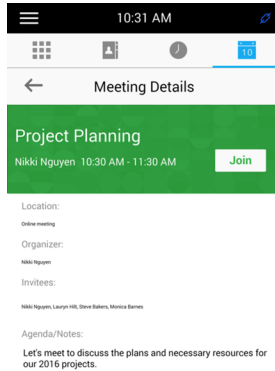 10:31 AM
10
Meeting Details
Project Planning
Nikki Nguyen 10:30 AM - 11:30 AM
Join
Location:
Online meeting
Organizer:
Nikki Nguyen
Invitees:
Nikki Nguyen, Lauryn Hill, Steve Bakers, Monica Barnes
Agenda/Notes:
Let's meet to discuss the plans and necessary resources for
our 2016 projects.